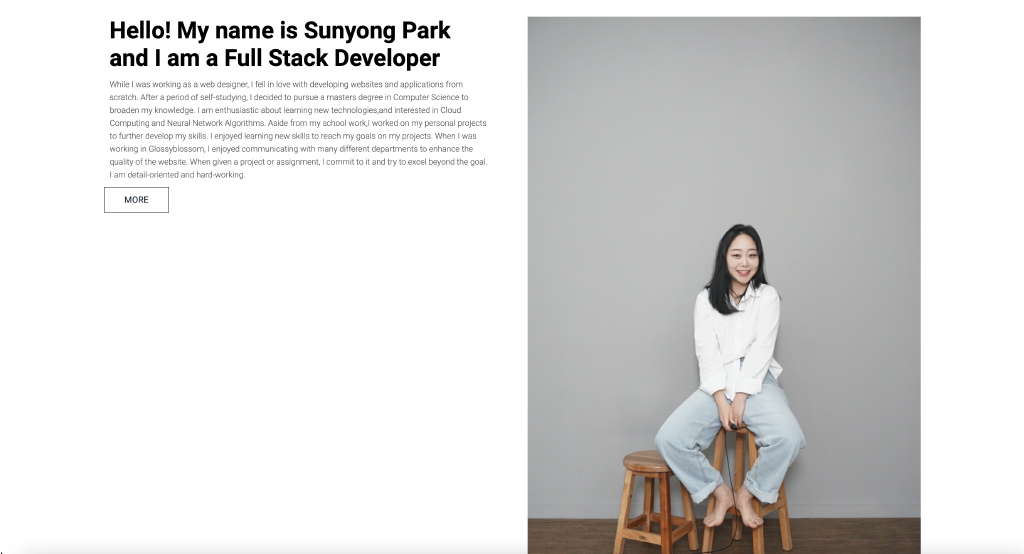 Hello! My name is Sunyong Park
and I am a Full Stack Developer
While I was working as a web designer, I fell in love with developing websites and applications from
scratch. After a period of self-studying, I decided to pursue a masters degree in Computer Science to
broaden my knowledge. I am enthusiastic about learning new technologies,and interested in Cloud
Computing and Neural Network Algorithms. Aside from my school work,I worked on my personal projects
to further develop my skills. I enjoyed learning new skills to reach my goals on my projects. When I was
working in Glossyblossom, I enjoyed communicating with many different departments to enhance the
quality of the website. When given a project or assignment, I commit to it and try to excel beyond the goal.
I am detail-oriented and hard-working.
MORE